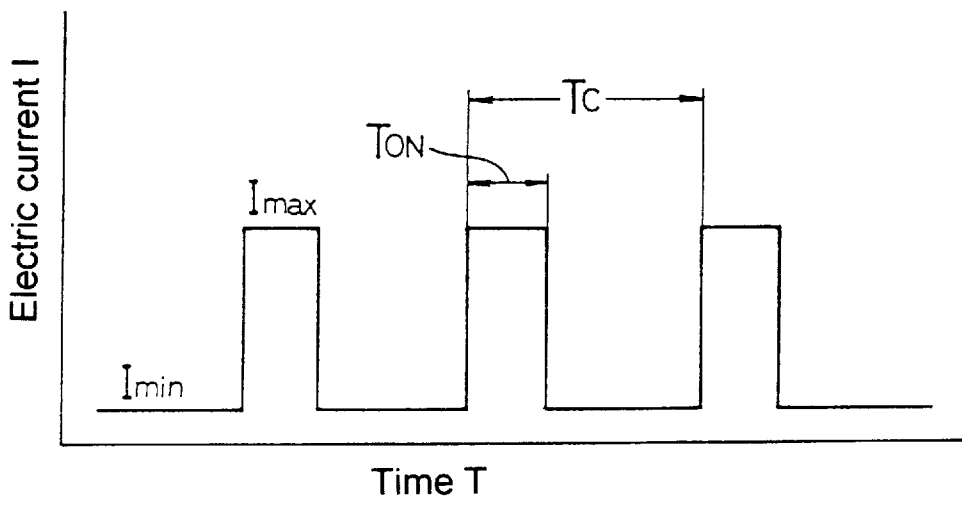 Electric current I
TC
TON
Imax
Imin
Time T